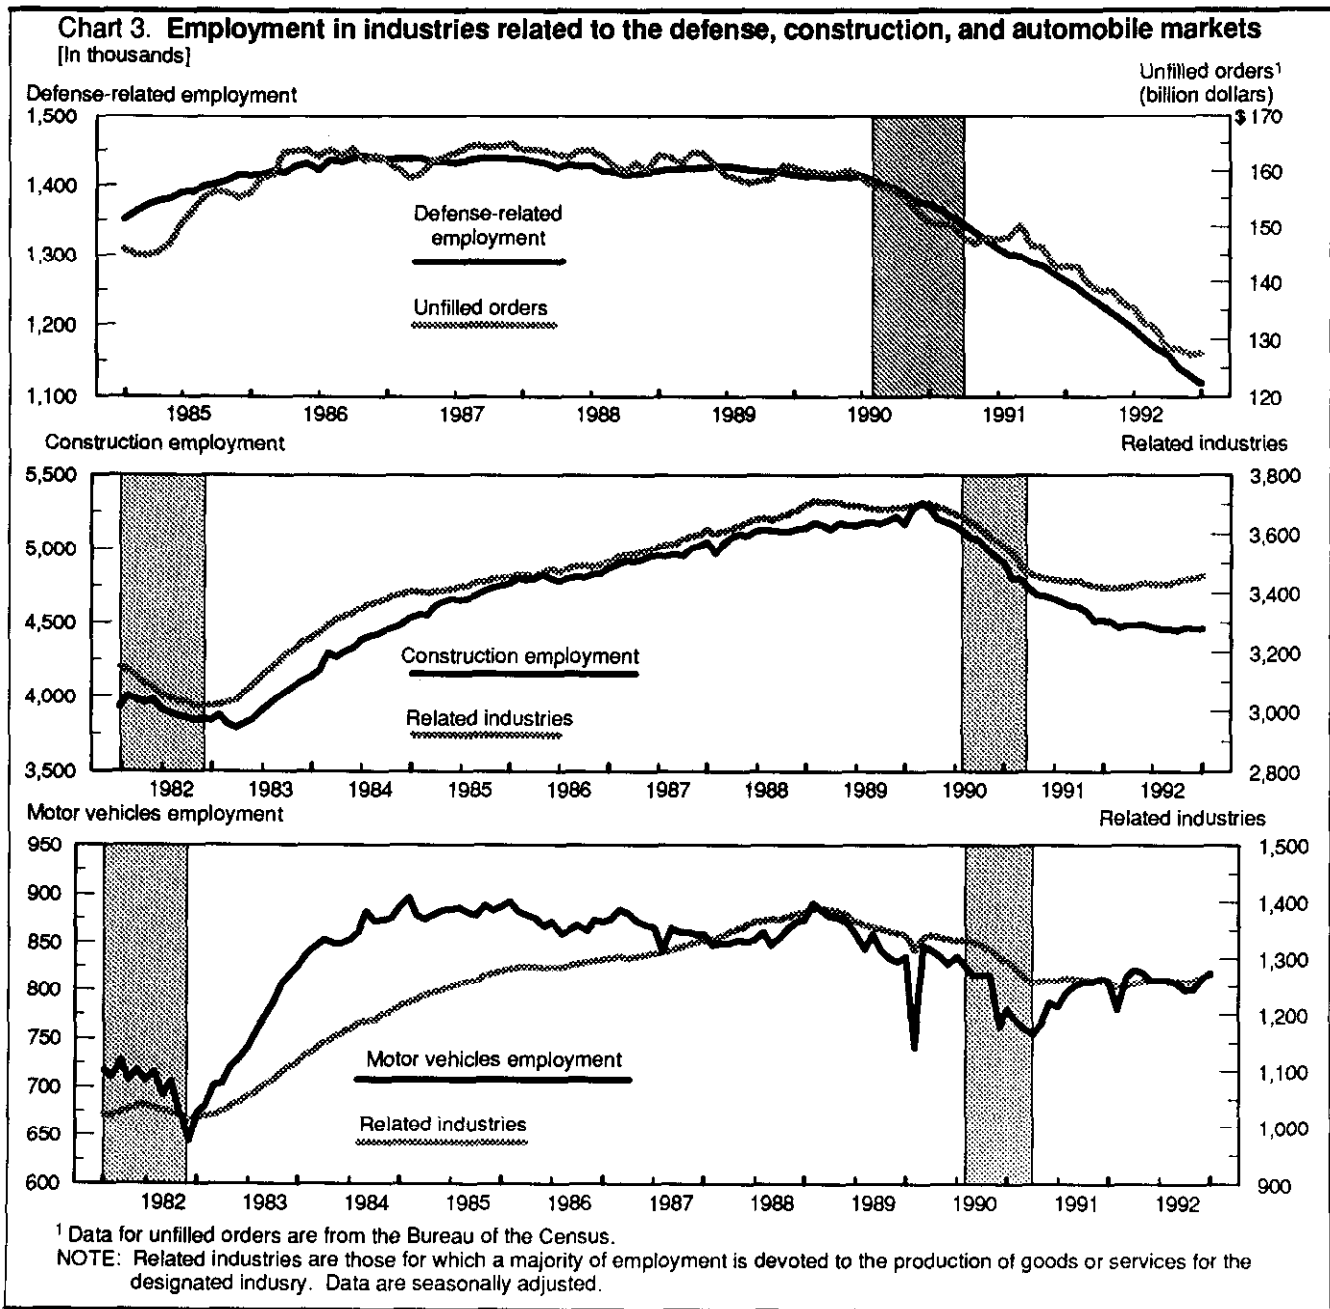 Chart 3. Employment in industries related to the defense, construction, and automobile markets
[In thousands]
Defense-related employment
Unfilled orders¹
(billion dollars)
1,500
1,400
1,300
1,200
1,100
$ 170
160
150
140
130
120
Defense-related
employment
Unfilled orders
1985 1986 1987 1988 1989 1990 1991 1992
Construction employment
Related industries
5,500
5,000
4,500
4,000
3,500
3,800
3,600
3,400
3,200
3,000
2,800
Construction employment
Related industries
1982 1983 1984 1985 1986 1987 1988 1989 1990 1991 1992
Motor vehicles employment
Related industries
950
900
850
800
750
700
650
600
1,500
1,400
1,300
1,200
1,100
1,000
900
Motor vehicles employment
Related industries
1982 1983 1984 1985 1986 1987 1988 1989 1990 1991 1992
¹ Data for unfilled orders are from the Bureau of the Census.
NOTE: Related industries are those for which a majority of employment is devoted to the production of goods or services for the
designated indusry. Data are seasonally adjusted.